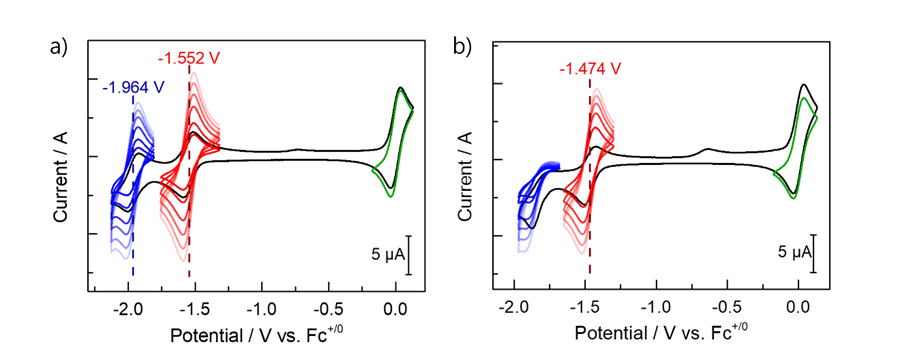 a)
-1.552 V
-1.964 V
Current / A
5 µA
-2.0 -1.5 -1.0 -0.5 0.0
Potential / V vs. Fc+/0
b)
-1.474 V
Current / A
5 µA
-2.0 -1.5 -1.0 -0.5 0.0
Potential / V vs. Fc+/0